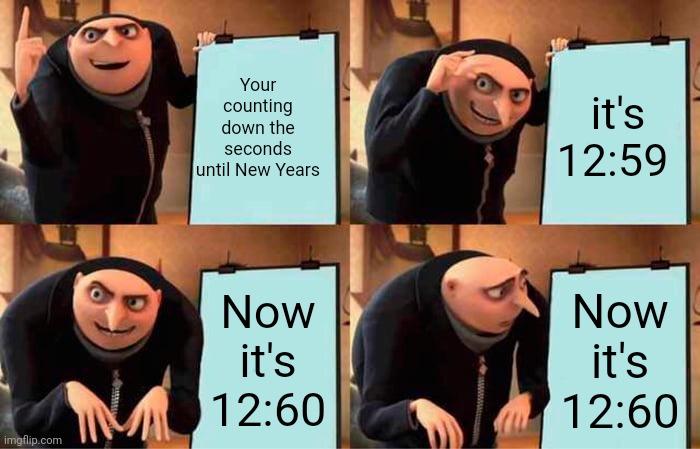 Your
counting
down the
seconds
until New Years
it's
12:59
Now
it's
12:60
Now
it's
12:60
imgflip.com